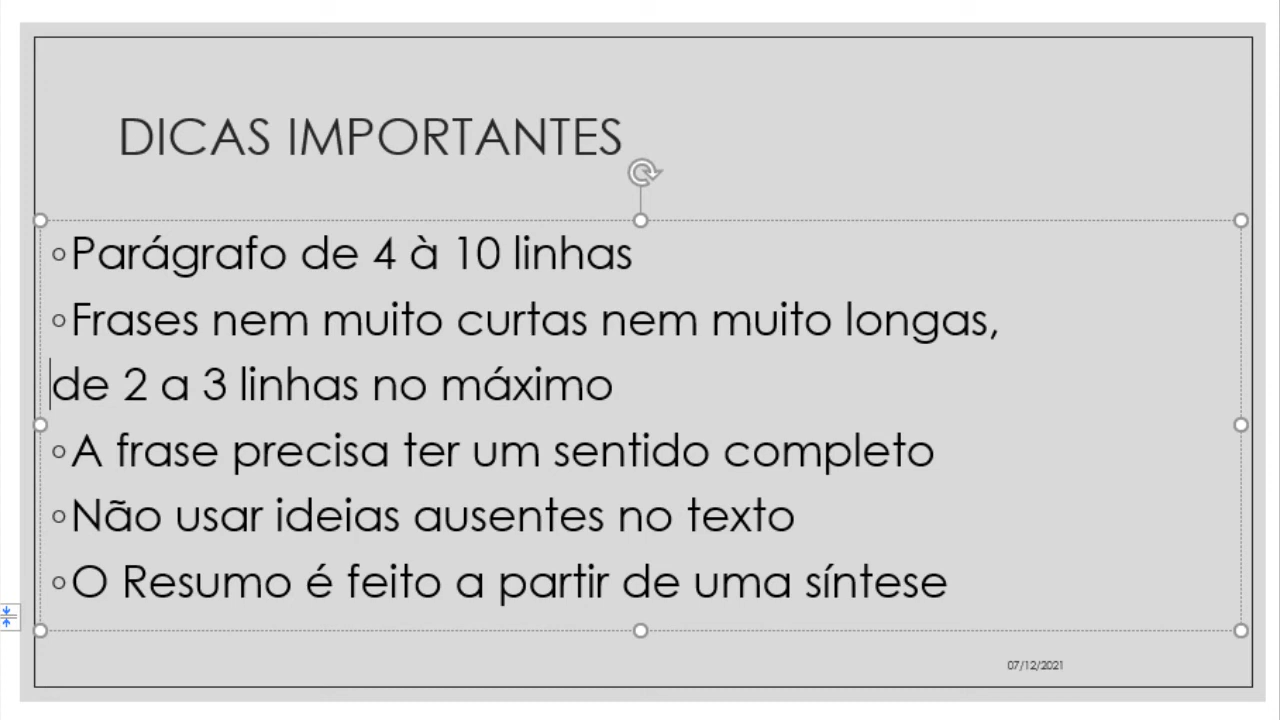 DICAS IMPORTANTES
◦Parágrafo de 4 à 10 linhas
◦Frases nem muito curtas nem muito longas,
de 2 a 3 linhas no máximo
◦A frase precisa ter um sentido completo
◦Não usar ideias ausentes no texto
◦O Resumo é feito a partir de uma síntese
07/12/2021